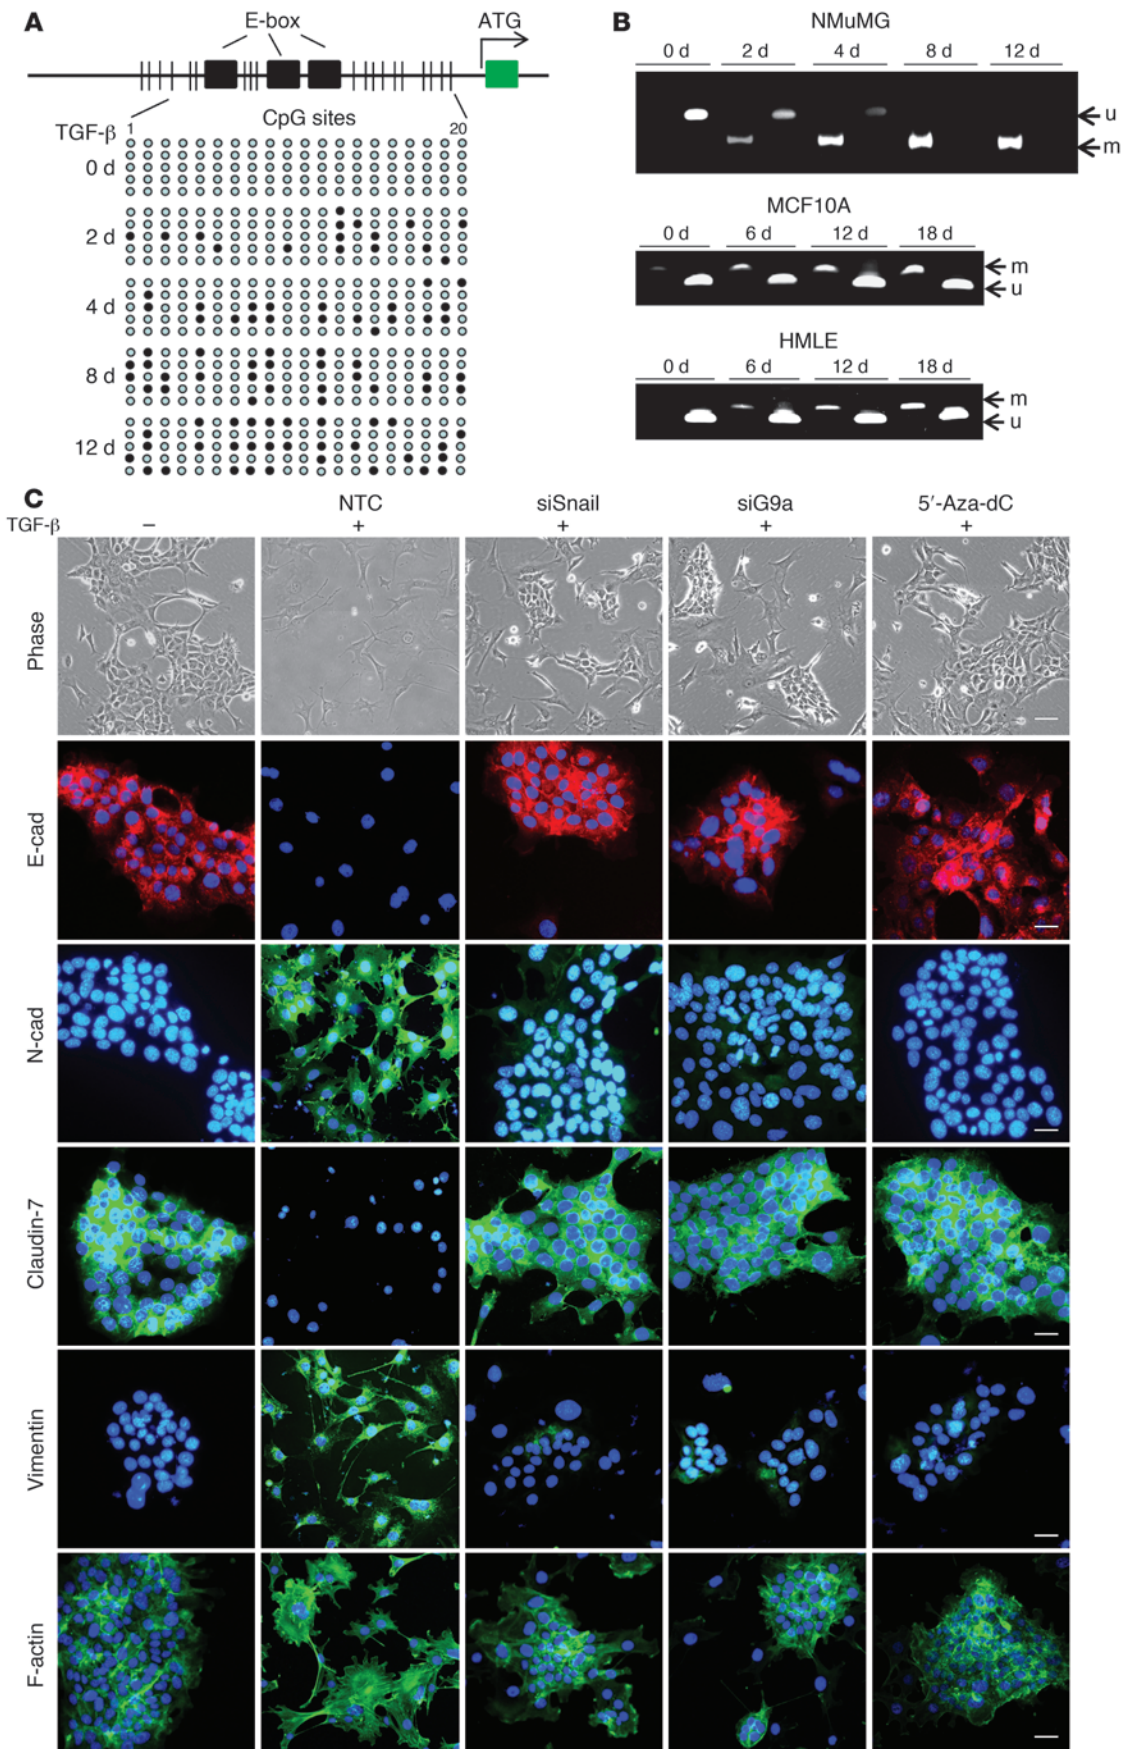 A
E-box
ATG
CpG sites
TGF-β
1
20
0 d
2 d
4 d
8 d
12 d
B
NMuMG
0 d 2 d 4 d 8 d 12 d
u
m
MCF10A
0 d 6 d 12 d 18 d
m
u
HMLE
0 d 6 d 12 d 18 d
m
u
C
NTC siSnail siG9a 5′-Aza-dC
TGF-β – + + + +
Phase
E-cad
N-cad
Claudin-7
Vimentin
F-actin